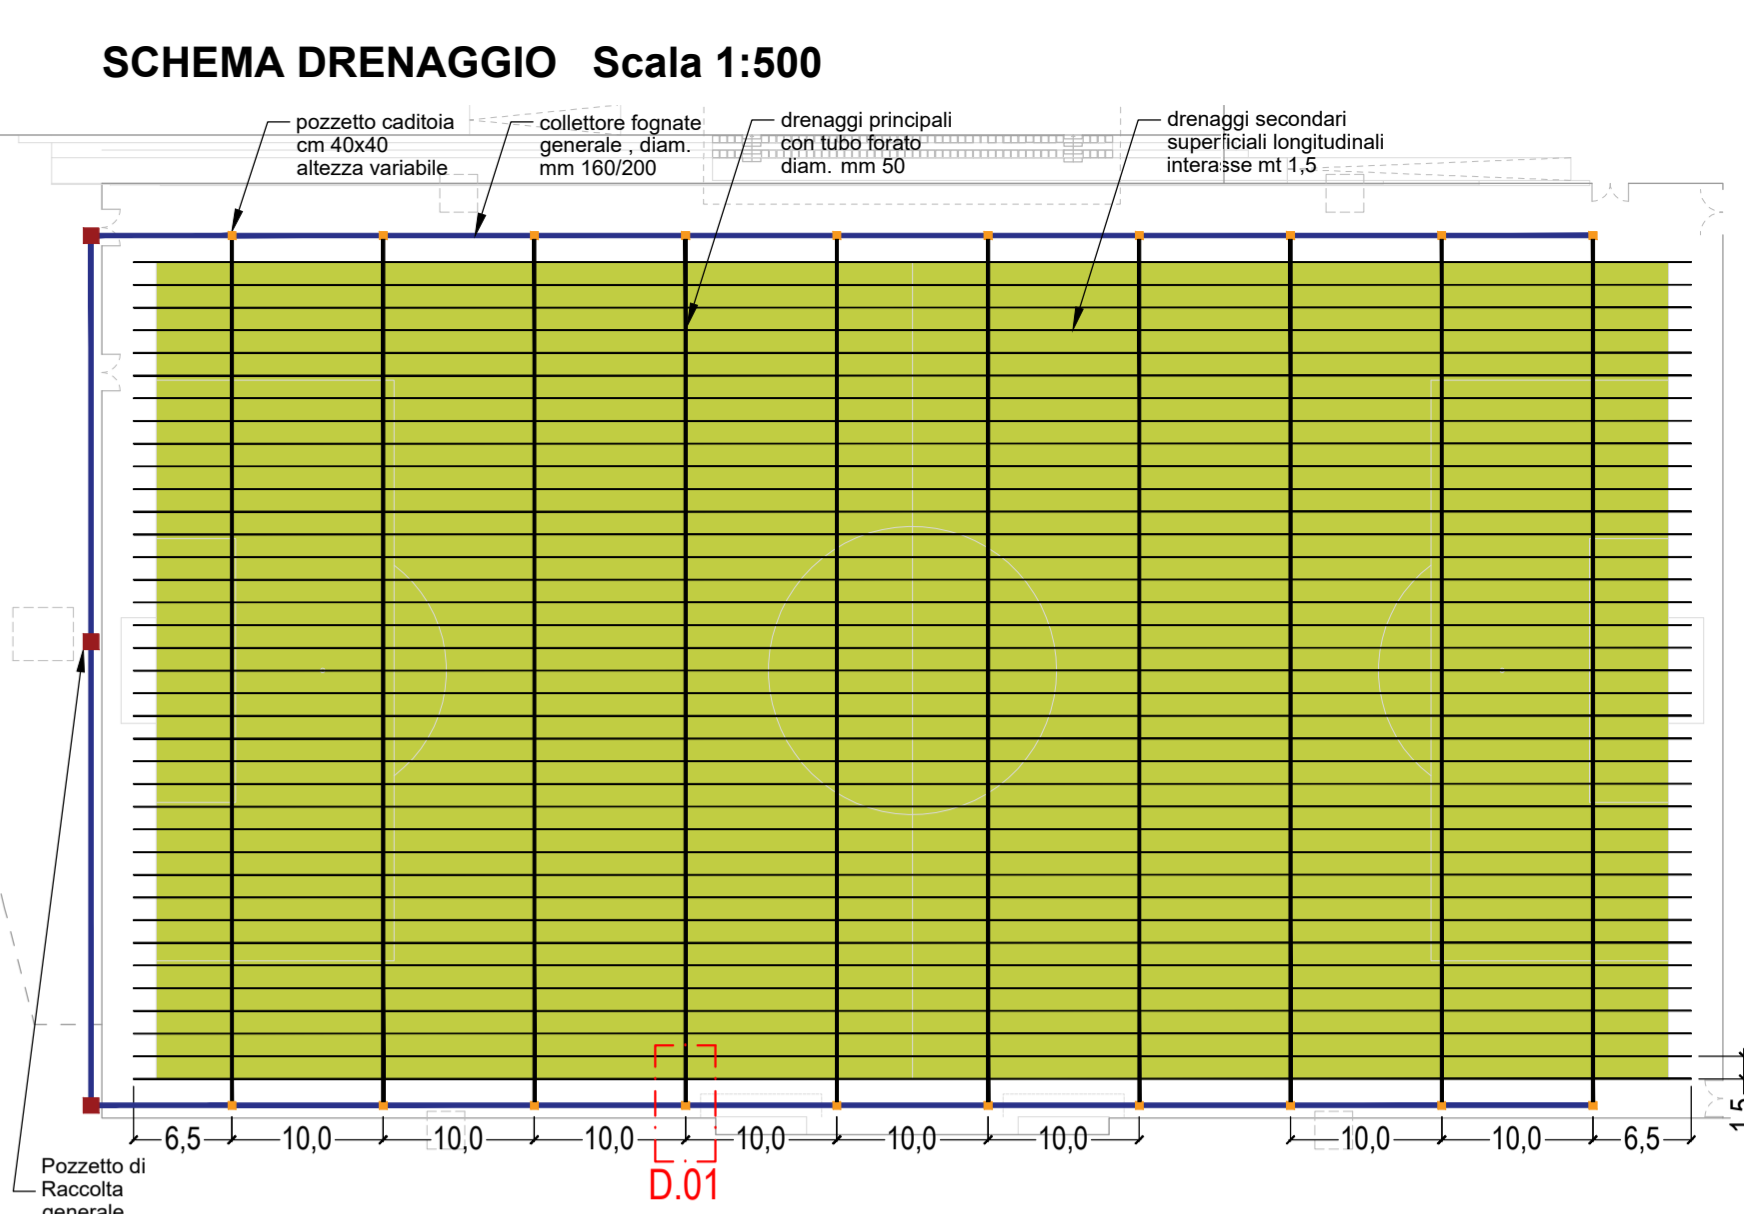 SCHEMA DRENAGGIO Scala 1:500
pozzetto caditoia
cm 40x40
altezza variabile
collettore fognate
generale , diam.
mm 160/200
drenaggi principali
con tubo forato
diam. mm 50
drenaggi secondari
superficiali longitudinali
interasse mt 1,5
6,5 10,0 10,0 10,0 10,0 10,0 10,0 10,0 10,0 6,5
1,5
D.01
Pozzetto di
Raccolta
generale